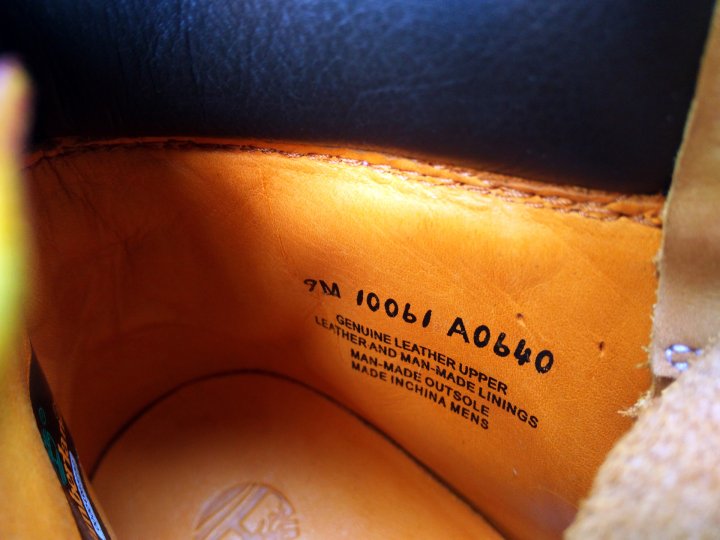 9M 10061 A0640
GENUINE LEATHER UPPER
LEATHER AND MAN-MADE LININGS
MAN-MADE OUTSOLE
MADE IN CHINA MENS